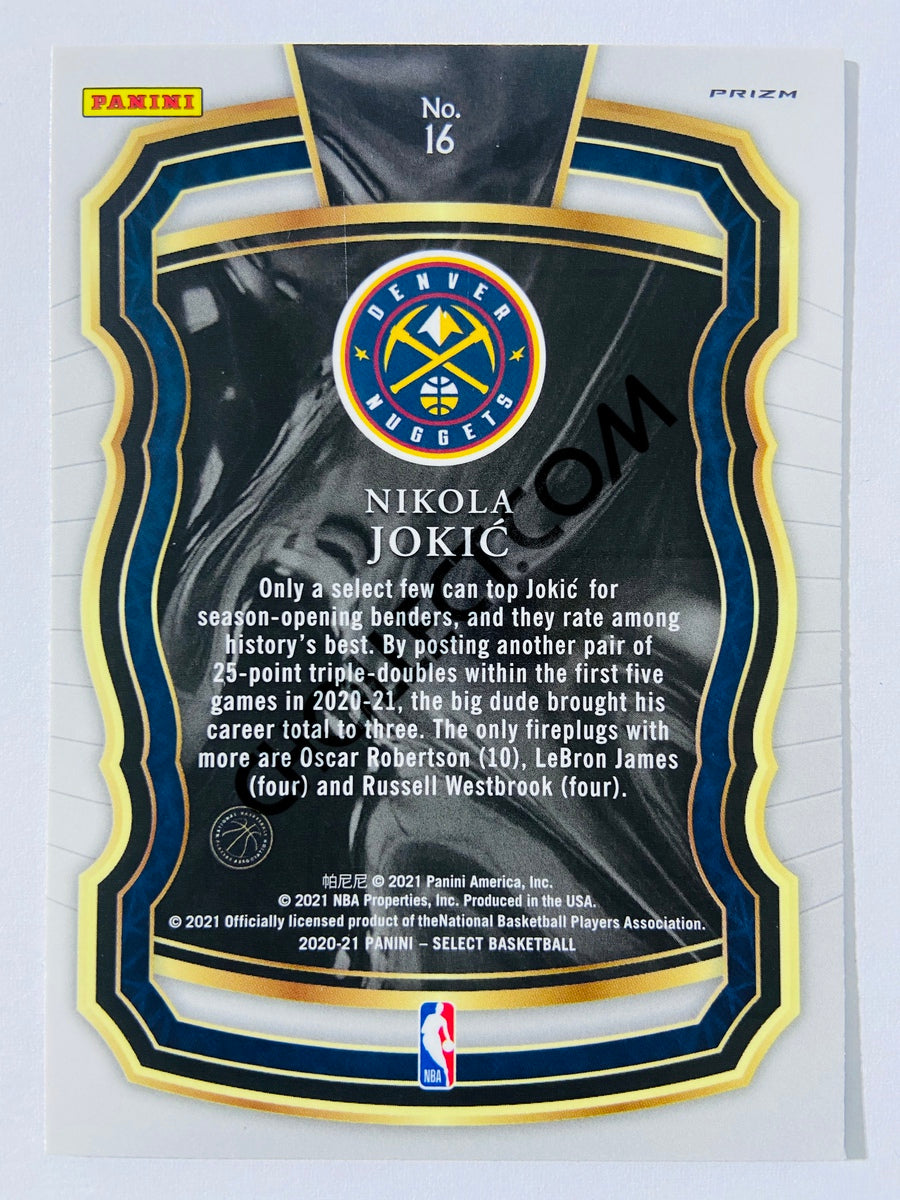 PANINI
PRIZM
No.
16
DENVER
NUGGETS
NIKOLA
JOKIĆ
Only a select few can top Jokić for
season-opening benders, and they rate among
history's best. By posting another pair of
25-point triple-doubles within the first five
games in 2020-21, the big dude brought his
career total to three. The only fireplugs with
more are Oscar Robertson (10), LeBron James
(four) and Russell Westbrook (four).
NATIONAL BASKETBALL
PLAYERS ASSOCIATION
帕尼尼 © 2021 Panini America, Inc.
© 2021 NBA Properties, Inc. Produced in the USA.
© 2021 Officially licensed product of theNational Basketball Players Association.
2020-21 PANINI – SELECT BASKETBALL
NBA